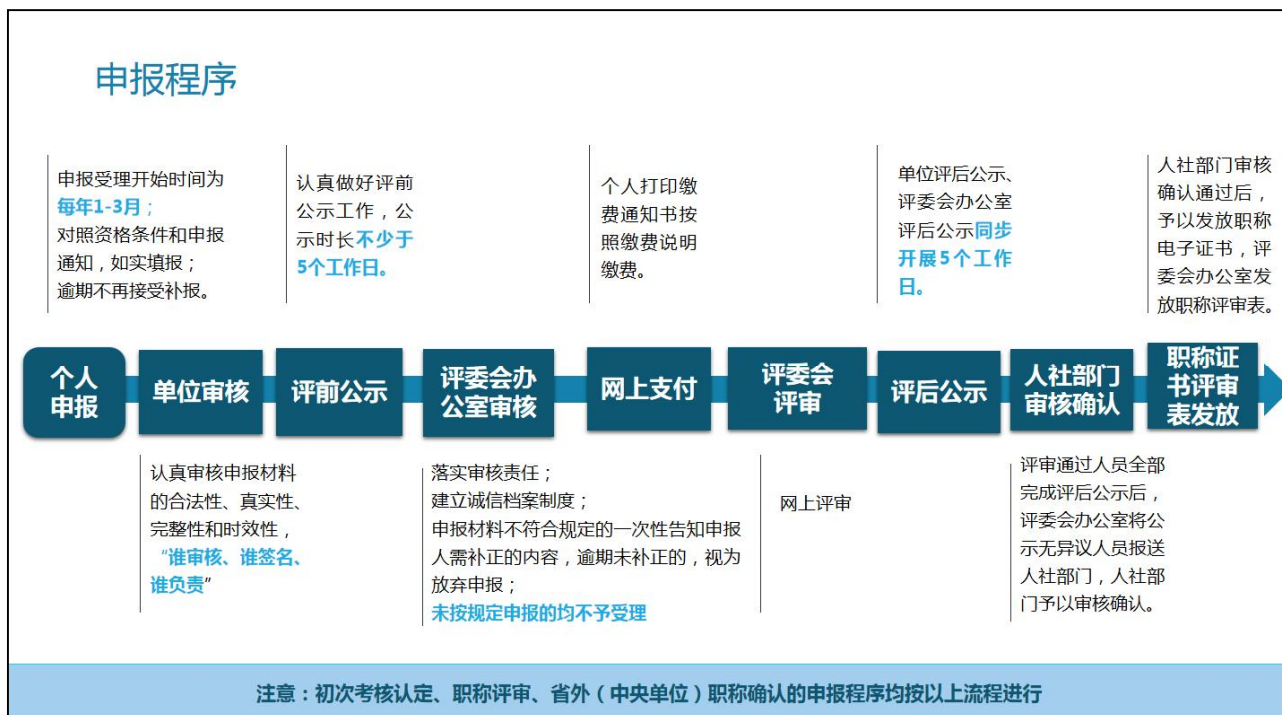 申报程序
申报受理开始时间为
每年1-3月；
对照资格条件和申报
通知，如实填报；
逾期不再接受补报。
认真做好评前
公示工作，公
示时长不少于
5个工作日。
个人打印缴
费通知书按
照缴费说明
缴费。
单位评后公示、
评委会办公室
评后公示同步
开展5个工作
日。
人社部门审核
确认通过后，
予以发放职称
电子证书，评
委会办公室发
放职称评审表。
个人
申报
单位审核
评前公示
评委会办
公室审核
网上支付
评委会
评审
评后公示
人社部门
审核确认
职称证
书评审
表发放
认真审核申报材料
的合法性、真实性、
完整性和时效性，
“谁审核、谁签名、
谁负责”
落实审核责任；
建立诚信档案制度；
申报材料不符合规定的一次性告知申报
人需补正的内容，逾期未补正的，视为
放弃申报；
未按规定申报的均不予受理
网上评审
评审通过人员全部
完成评后公示后，
评委会办公室将公
示无异议人员报送
人社部门，人社部
门予以审核确认。
注意：初次考核认定、职称评审、省外（中央单位）职称确认的申报程序均按以上流程进行